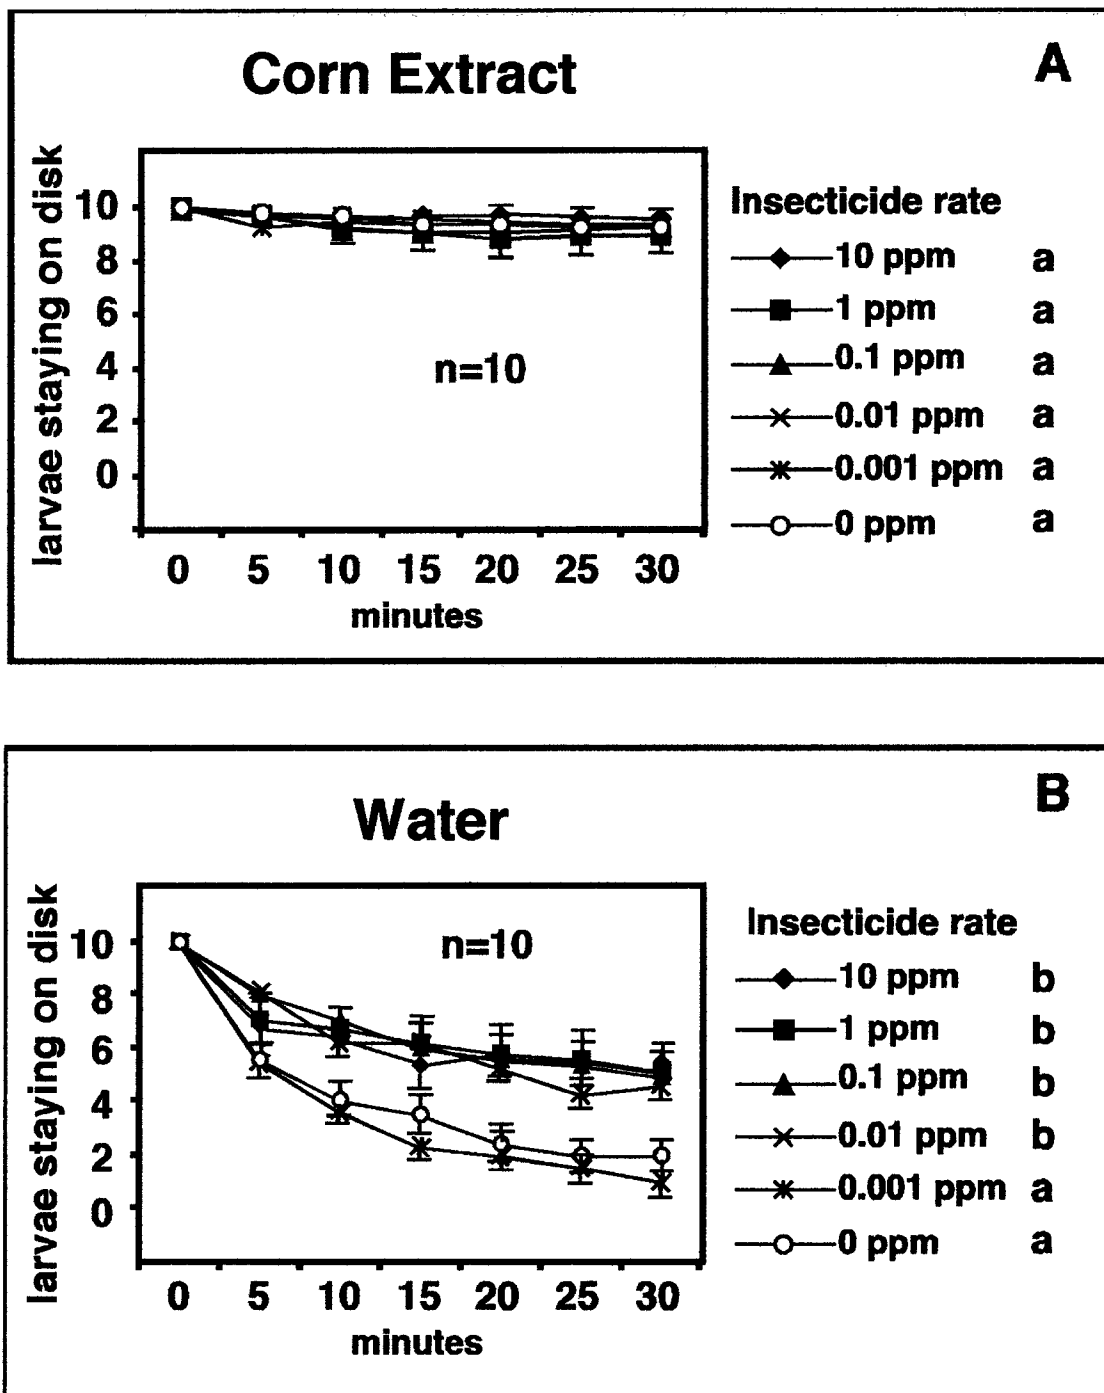 A
Corn Extract
larvae staying on disk
10
8
6
4
2
0
n=10
0 5 10 15 20 25 30
minutes
Insecticide rate
10 ppm a
1 ppm a
0.1 ppm a
0.01 ppm a
0.001 ppm a
0 ppm a
B
Water
larvae staying on disk
10
8
6
4
2
0
n=10
0 5 10 15 20 25 30
minutes
Insecticide rate
10 ppm b
1 ppm b
0.1 ppm b
0.01 ppm b
0.001 ppm a
0 ppm a